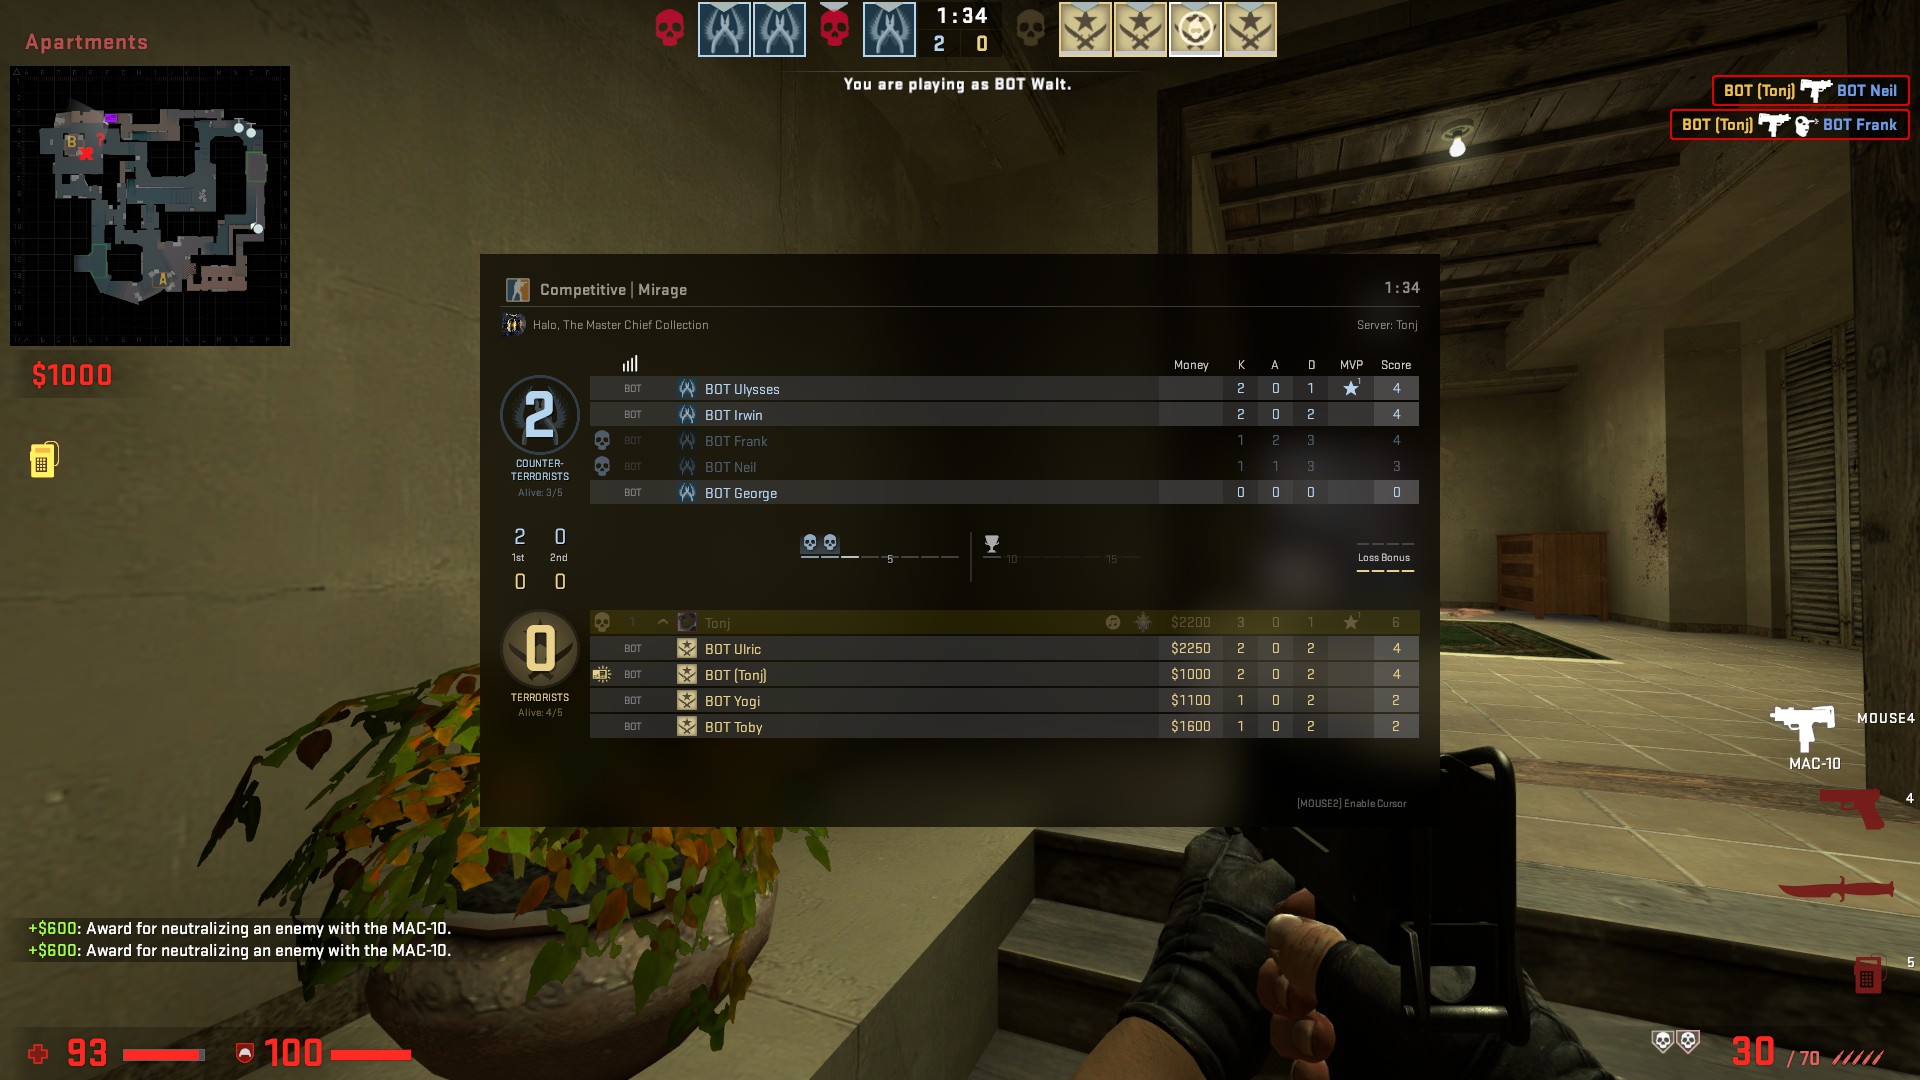 Apartments
B
?
A
$1000
1:34
2 0
You are playing as BOT Walt.
BOT (Tonj) BOT Neil
BOT (Tonj) BOT Frank
Competitive | Mirage
1:34
Halo, The Master Chief Collection
Server: Tonj
Money K A D MVP Score
BOT BOT Ulysses 2 0 1 1 4
BOT BOT Irwin 2 0 2 4
BOT BOT Frank 1 2 3 4
BOT BOT Neil 1 1 3 3
BOT BOT George 0 0 0 0
2
COUNTER-
TERRORISTS
Alive: 3/5
2 0
1st 2nd
0 0
5 10 15
Loss Bonus
0
TERRORISTS
Alive: 4/5
1 Tonj $2200 3 0 1 1 6
BOT BOT Ulric $2250 2 0 2 4
BOT BOT (Tonj) $1000 2 0 2 4
BOT BOT Yogi $1100 1 0 2 2
BOT BOT Toby $1600 1 0 2 2
[MOUSE2] Enable Cursor
MOUSE4
MAC-10
4
5
+$600: Award for neutralizing an enemy with the MAC-10.
+$600: Award for neutralizing an enemy with the MAC-10.
93
100
30 / 70